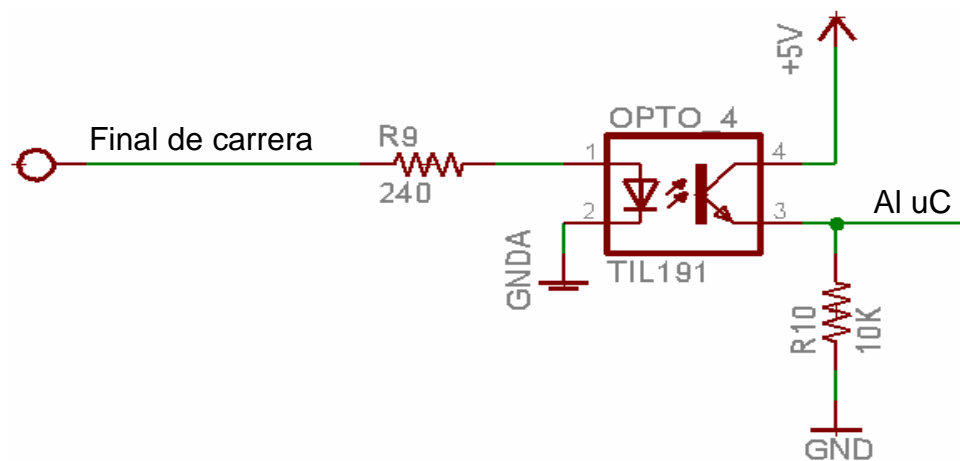 +5V
OPTO_4
Final de carrera
R9
240
1
4
2
3
Al uC
GNDA
TIL191
R10
10K
GND